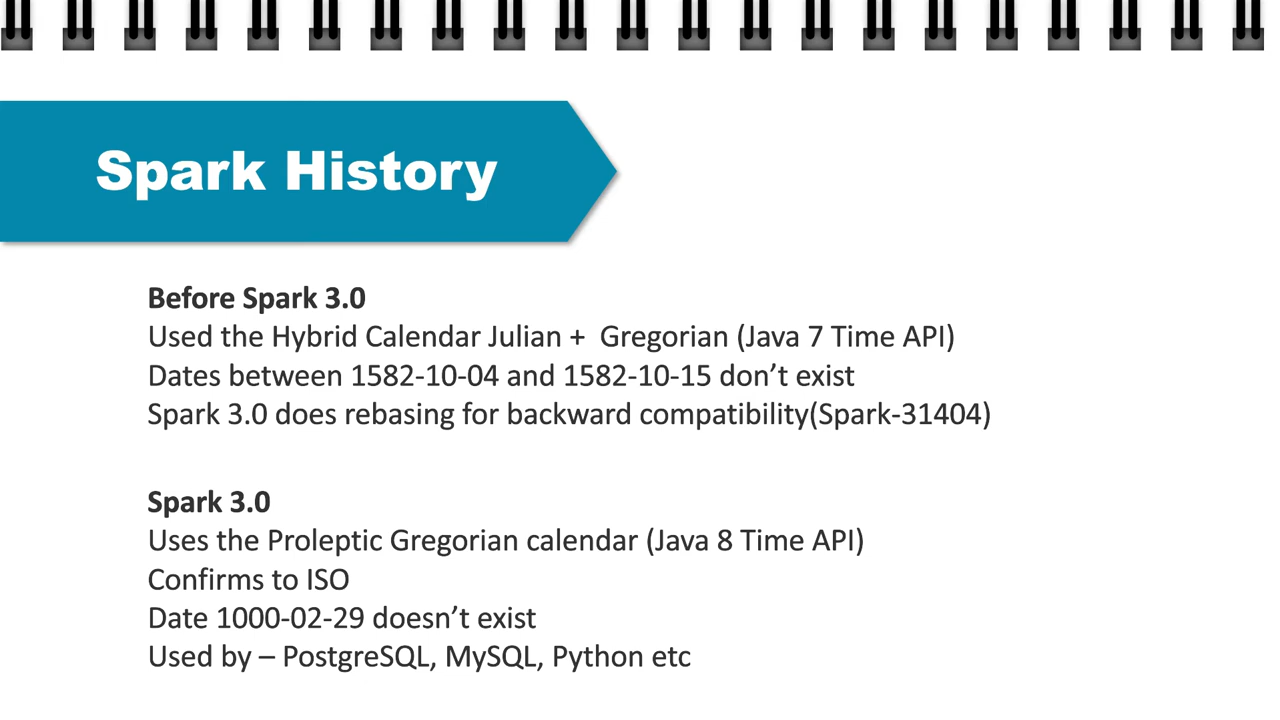 Spark History
Before Spark 3.0
Used the Hybrid Calendar Julian +  Gregorian (Java 7 Time API)
Dates between 1582-10-04 and 1582-10-15 don’t exist
Spark 3.0 does rebasing for backward compatibility(Spark-31404)
Spark 3.0
Uses the Proleptic Gregorian calendar (Java 8 Time API)
Confirms to ISO
Date 1000-02-29 doesn’t exist
Used by – PostgreSQL, MySQL, Python etc